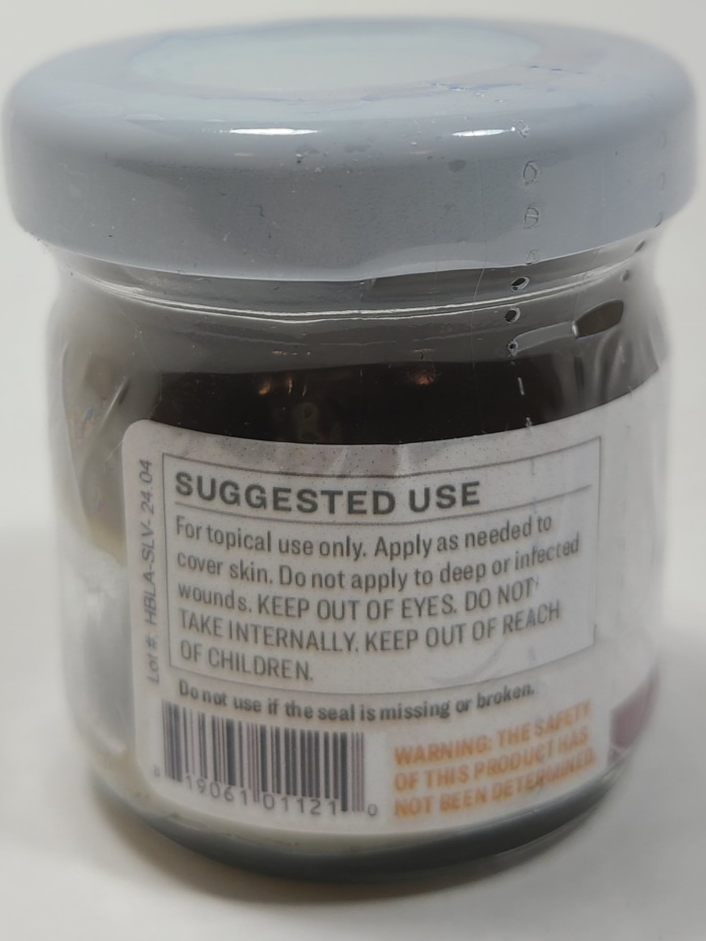 SUGGESTED USE
For topical use only. Apply as needed to
cover skin. Do not apply to deep or infected
wounds. KEEP OUT OF EYES. DO NOT
TAKE INTERNALLY. KEEP OUT OF REACH
OF CHILDREN.
Do not use if the seal is missing or broken.
WARNING: THE SAFETY
OF THIS PRODUCT HAS
NOT BEEN DETERMINED.
19061 01121 0
Lot #: HBLA-SLV- 24 04